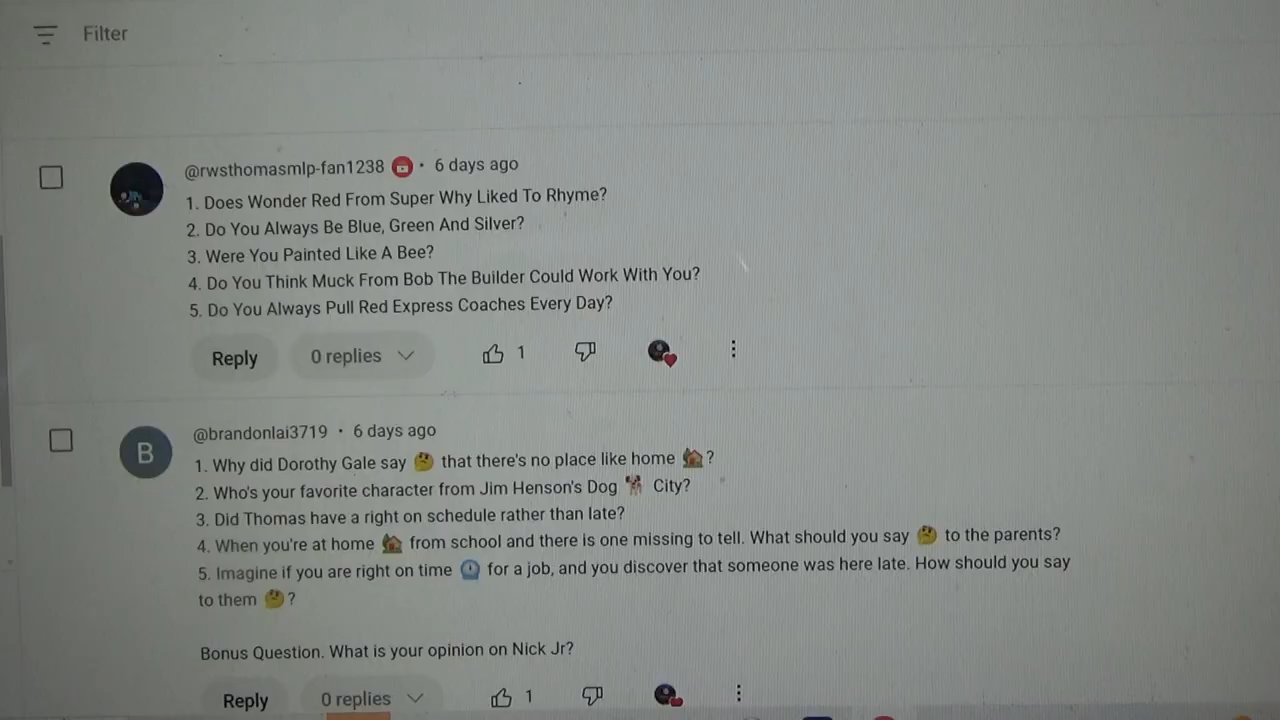 Filter
@rwsthomasmlp-fan1238 · 6 days ago
1. Does Wonder Red From Super Why Liked To Rhyme?
2. Do You Always Be Blue, Green And Silver?
3. Were You Painted Like A Bee?
4. Do You Think Muck From Bob The Builder Could Work With You?
5. Do You Always Pull Red Express Coaches Every Day?
Reply 0 replies 1
B
@brandonlai3719 · 6 days ago
1. Why did Dorothy Gale say 🤔 that there's no place like home 🏡?
2. Who's your favorite character from Jim Henson's Dog 🐕 City?
3. Did Thomas have a right on schedule rather than late?
4. When you're at home 🏡 from school and there is one missing to tell. What should you say 🤔 to the parents?
5. Imagine if you are right on time 🕰 for a job, and you discover that someone was here late. How should you say
to them 🤔?
Bonus Question. What is your opinion on Nick Jr?
Reply 0 replies 1